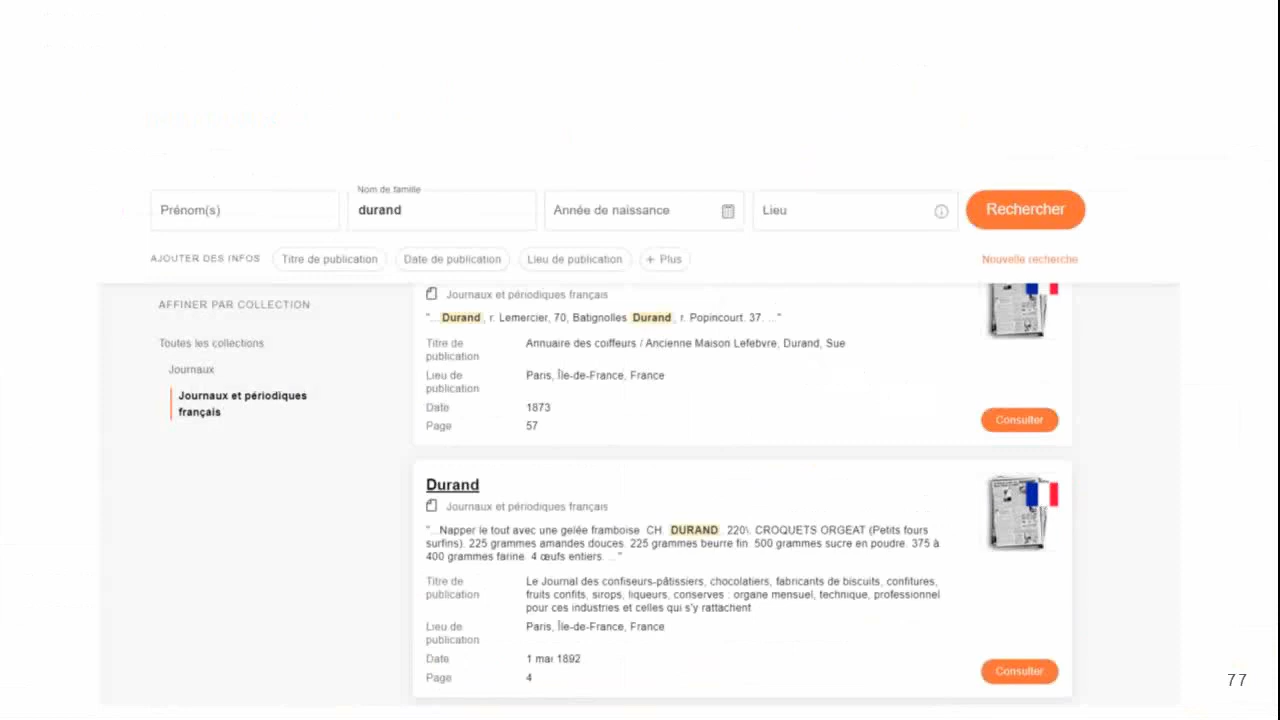 Nom de famille
Prénom(s) durand Année de naissance Lieu Rechercher
AJOUTER DES INFOS Titre de publication Date de publication Lieu de publication + Plus Nouvelle recherche
AFFINER PAR COLLECTION
Toutes les collections
Journaux
Journaux et périodiques
français
Journaux et périodiques français
"... Durand , r. Lemercier, 70, Batignolles Durand , r. Popincourt. 37. ..."
Titre de
publication
Annuaire des coiffeurs / Ancienne Maison Lefebvre, Durand, Sue
Lieu de
publication
Paris, Île-de-France, France
Date 1873
Page 57
Consulter
Durand
Journaux et périodiques français
"...Napper le tout avec une gelée framboise. CH. DURAND . 220\. CROQUETS ORGEAT (Petits fours
surfins). 225 grammes amandes douces. 225 grammes beurre fin. 500 grammes sucre en poudre. 375 à
400 grammes farine. 4 œufs entiers. ..."
Titre de
publication
Le Journal des confiseurs-pâtissiers, chocolatiers, fabricants de biscuits, confitures,
fruits confits, sirops, liqueurs, conserves : organe mensuel, technique, professionnel
pour ces industries et celles qui s'y rattachent
Lieu de
publication
Paris, Île-de-France, France
Date 1 mai 1892
Page 4
Consulter
77